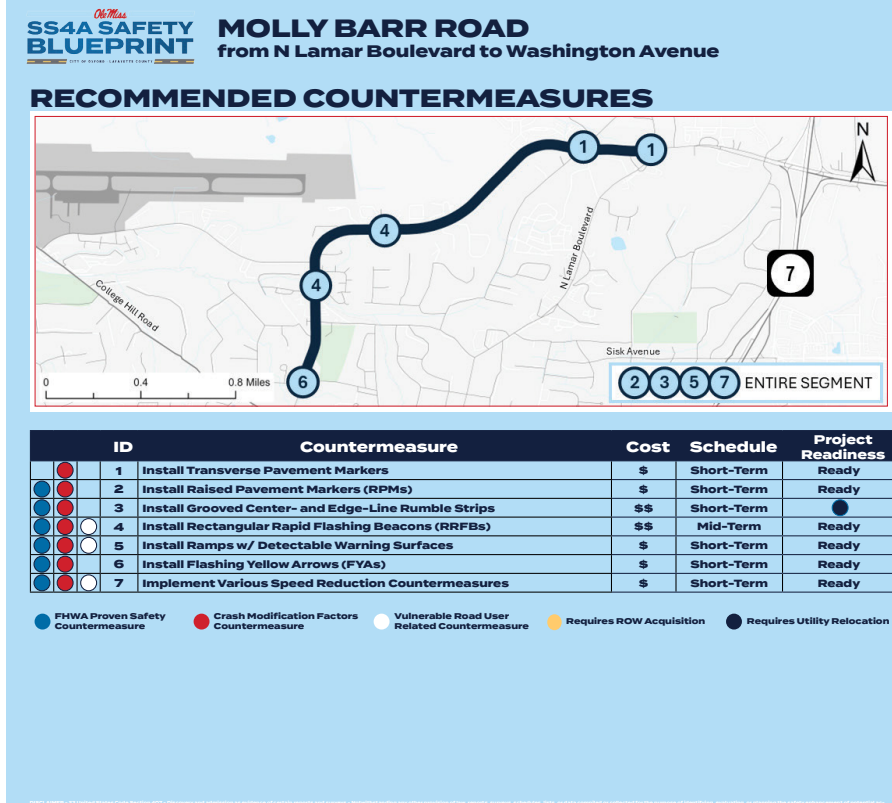 Ole Miss
SS4A SAFETY
BLUEPRINT
CITY OF OXFORD - LAFAYETTE COUNTY
MOLLY BARR ROAD
from N Lamar Boulevard to Washington Avenue
RECOMMENDED COUNTERMEASURES
N
1 1
4
4
6
N Lamar Boulevard
7
College Hill Road
Sisk Avenue
0 0.4 0.8 Miles
2 3 5 7 ENTIRE SEGMENT
ID Countermeasure Cost Schedule Project Readiness
1 Install Transverse Pavement Markers $ Short-Term Ready
2 Install Raised Pavement Markers (RPMs) $ Short-Term Ready
3 Install Grooved Center- and Edge-Line Rumble Strips $$ Short-Term
4 Install Rectangular Rapid Flashing Beacons (RRFBs) $$ Mid-Term Ready
5 Install Ramps w/ Detectable Warning Surfaces $ Short-Term Ready
6 Install Flashing Yellow Arrows (FYAs) $ Short-Term Ready
7 Implement Various Speed Reduction Countermeasures $ Short-Term Ready
FHWA Proven Safety Countermeasure
Crash Modification Factors Countermeasure
Vulnerable Road User Related Countermeasure
Requires ROW Acquisition
Requires Utility Relocation